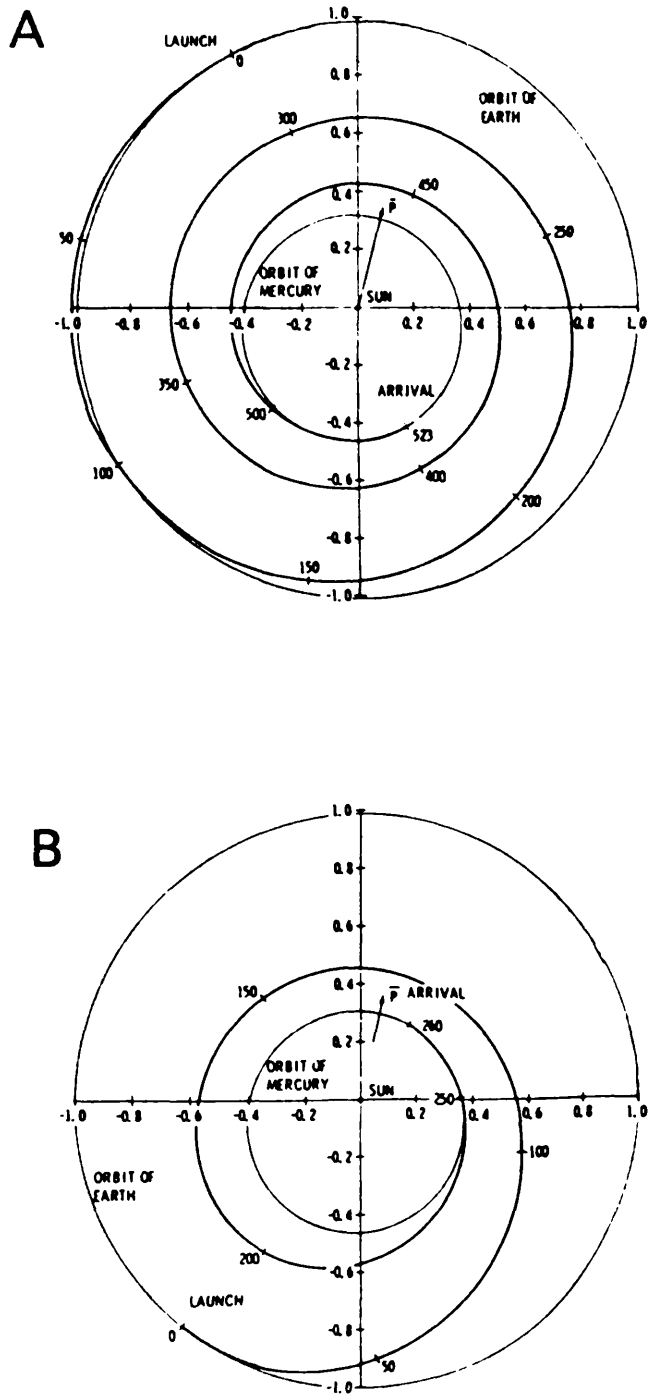 A
1.0
LAUNCH
0
0.8
ORBIT OF
EARTH
300
0.6
0.4
450
P̄
50
250
0.2
ORBIT OF
MERCURY
SUN
-1.0 -0.8 -0.6 -0.4 -0.2 0.2 0.4 0.6 0.8 1.0
-0.2
350
ARRIVAL
500
-0.4
523
100
400
-0.6
200
-0.8
150
-1.0
B
1.0
0.8
0.6
0.4
150
P̄ ARRIVAL
260
0.2
ORBIT OF
MERCURY
SUN
250
-1.0 -0.8 -0.6 -0.4 -0.2 0.2 0.4 0.6 0.8 1.0
-0.2
100
ORBIT OF
EARTH
-0.4
200
-0.6
LAUNCH
0
-0.8
50
-1.0